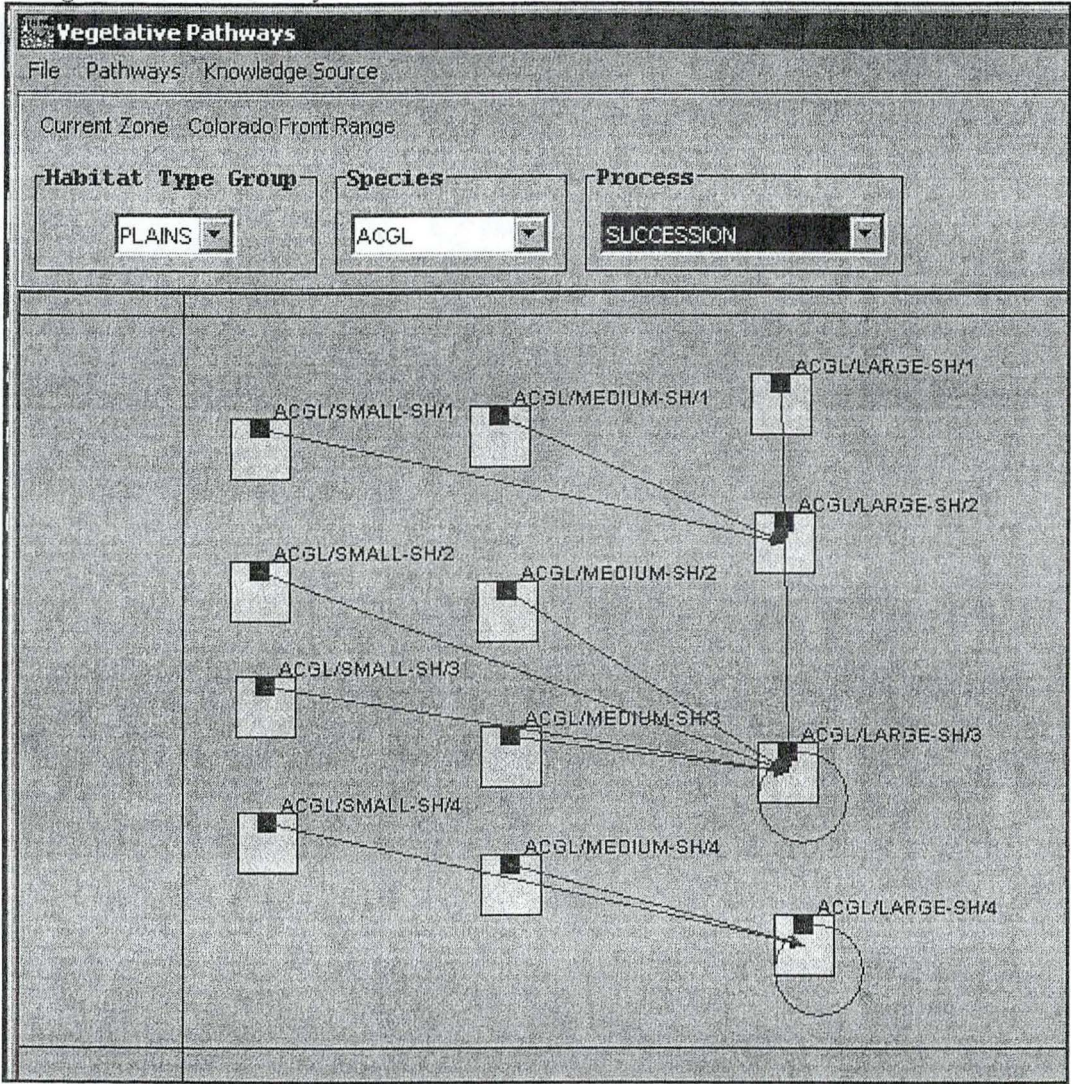 Vegetative Pathways
File Pathways Knowledge Source
Current Zone Colorado Front Range
Habitat Type Group Species Process
PLAINS ACGL SUCCESSION
ACGL/LARGE-SH/1
ACGL/SMALL-SH/1 ACGL/MEDIUM-SH/1
ACGL/LARGE-SH/2
ACGL/SMALL-SH/2 ACGL/MEDIUM-SH/2
ACGL/SMALL-SH/3
ACGL/MEDIUM-SH/3 ACGL/LARGE-SH/3
ACGL/SMALL-SH/4
ACGL/MEDIUM-SH/4
ACGL/LARGE-SH/4